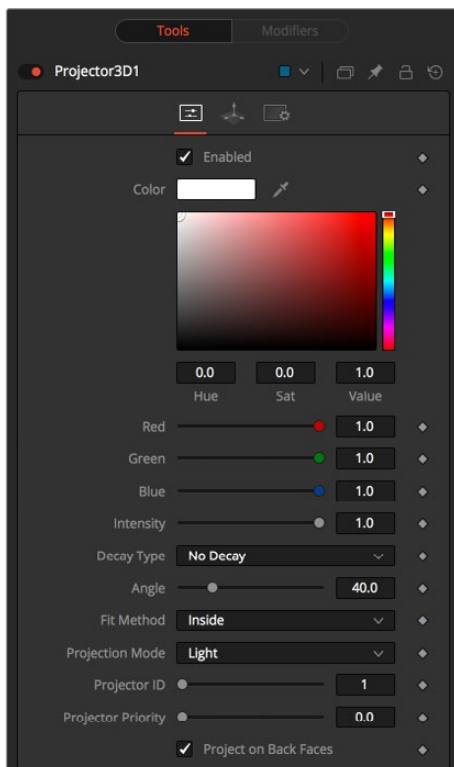 Tools Modifiers
Projector3D1
Enabled
Color
0.0 0.0 1.0
Hue Sat Value
Red 1.0
Green 1.0
Blue 1.0
Intensity 1.0
Decay Type No Decay
Angle 40.0
Fit Method Inside
Projection Mode Light
Projector ID 1
Projector Priority 0.0
Project on Back Faces